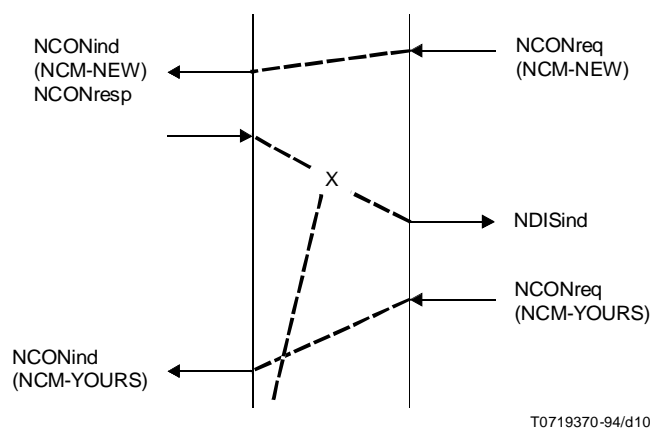 NCONind
(NCM-NEW)
NCONresp
NCONreq
(NCM-NEW)
X
NDISind
NCONreq
(NCM-YOURS)
NCONind
(NCM-YOURS)
T0719370-94/d10